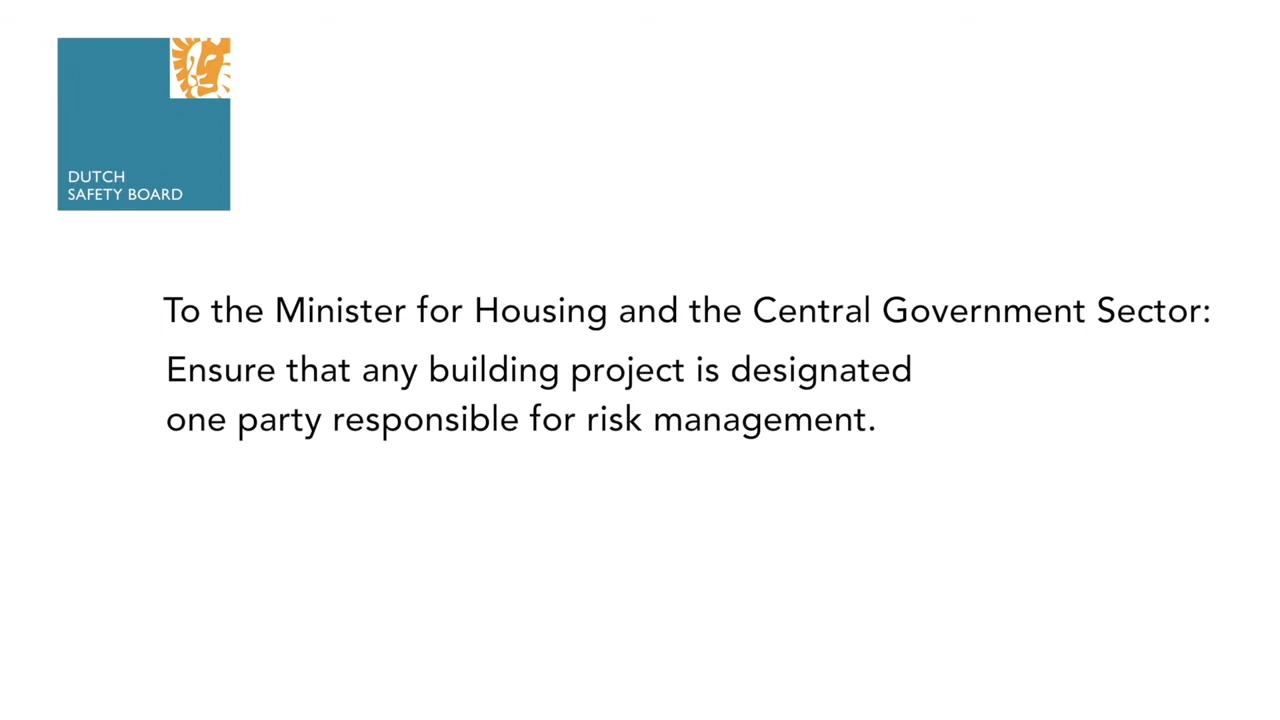 DUTCH
SAFETY BOARD
To the Minister for Housing and the Central Government Sector:
Ensure that any building project is designated
one party responsible for risk management.